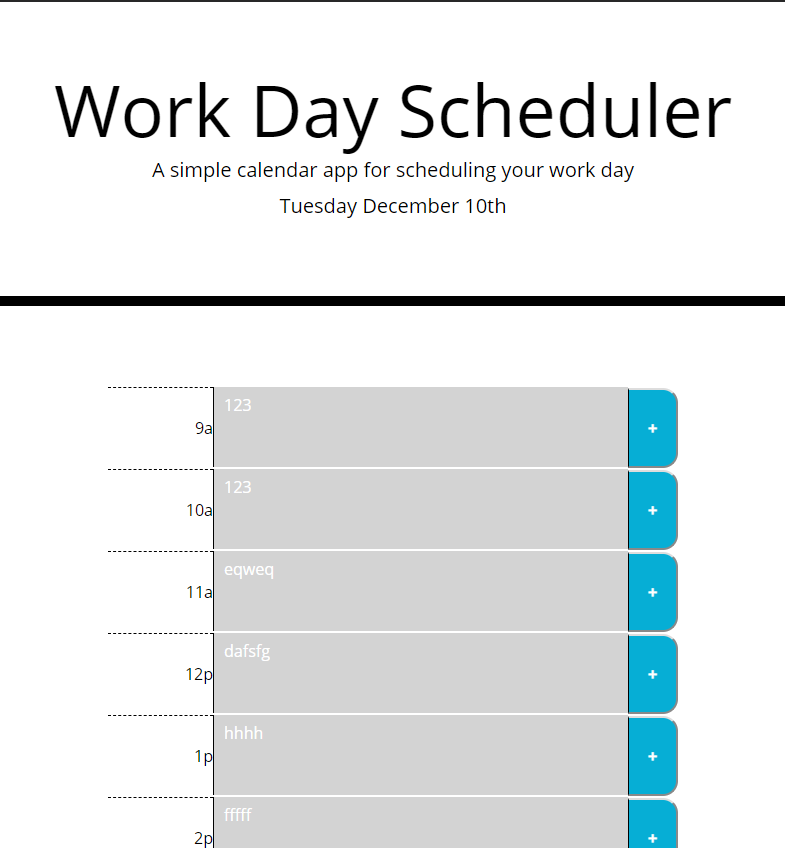 Work Day Scheduler
A simple calendar app for scheduling your work day
Tuesday December 10th
9a 123 +
10a 123 +
11a eqweq +
12p dafsfg +
1p hhhh +
2p fffff +